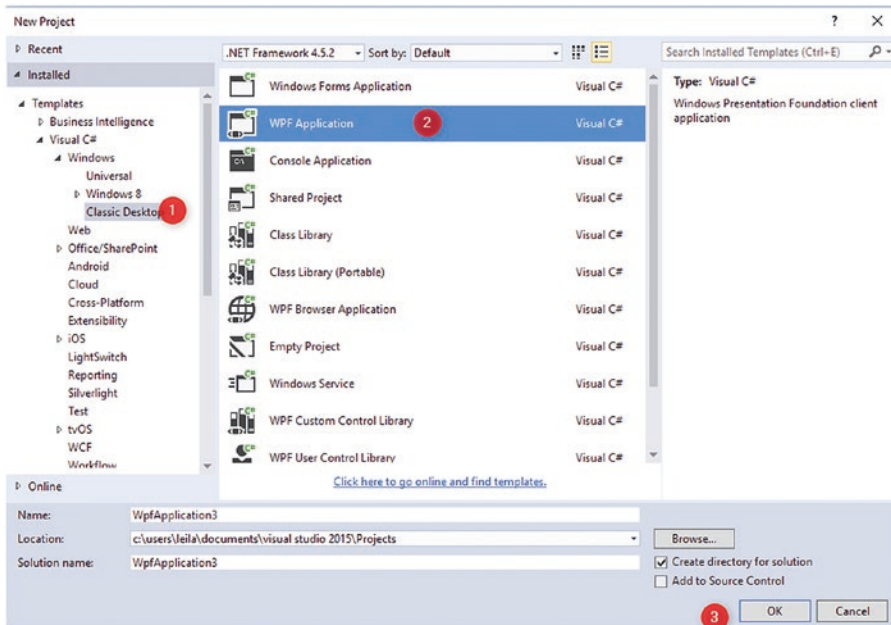 New Project
? ×
Recent
.NET Framework 4.5.2 Sort by: Default
Search Installed Templates (Ctrl+E)
Installed
Templates
Business Intelligence
Visual C#
Windows
Universal
Windows 8
Classic Desktop 1
Web
Office/SharePoint
Android
Cloud
Cross-Platform
Extensibility
iOS
LightSwitch
Reporting
Silverlight
Test
tvOS
WCF
Workflow
Online
Windows Forms Application Visual C#
WPF Application 2 Visual C#
Console Application Visual C#
Shared Project Visual C#
Class Library Visual C#
Class Library (Portable) Visual C#
WPF Browser Application Visual C#
Empty Project Visual C#
Windows Service Visual C#
WPF Custom Control Library Visual C#
WPF User Control Library Visual C#
Click here to go online and find templates.
Type: Visual C#
Windows Presentation Foundation client
application
Name: WpfApplication3
Location: c:\users\leila\documents\visual studio 2015\Projects
Browse...
Solution name: WpfApplication3
Create directory for solution
Add to Source Control
3 OK Cancel